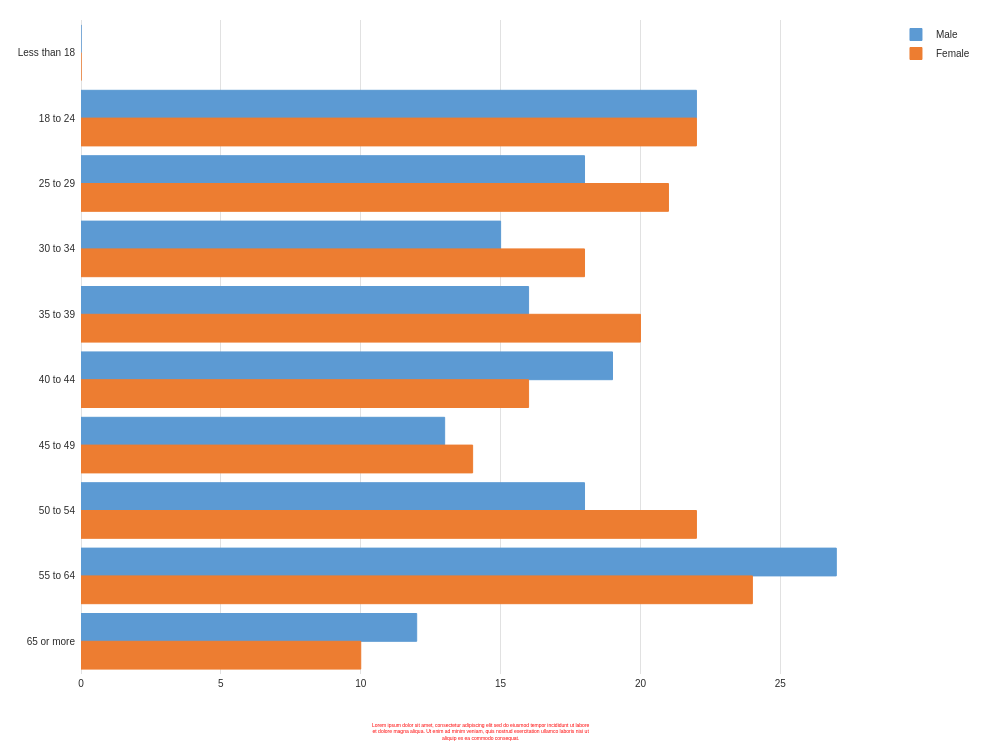 Less than 18
18 to 24
25 to 29
30 to 34
35 to 39
40 to 44
45 to 49
50 to 54
55 to 64
65 or more
0 5 10 15 20 25
Male
Female
Lorem ipsum dolor sit amet, consectetur adipiscing elit sed do eiusmod tempor incididunt ut labore
et dolore magna aliqua. Ut enim ad minim veniam, quis nostrud exercitation ullamco laboris nisi ut
aliquip ex ea commodo consequat.